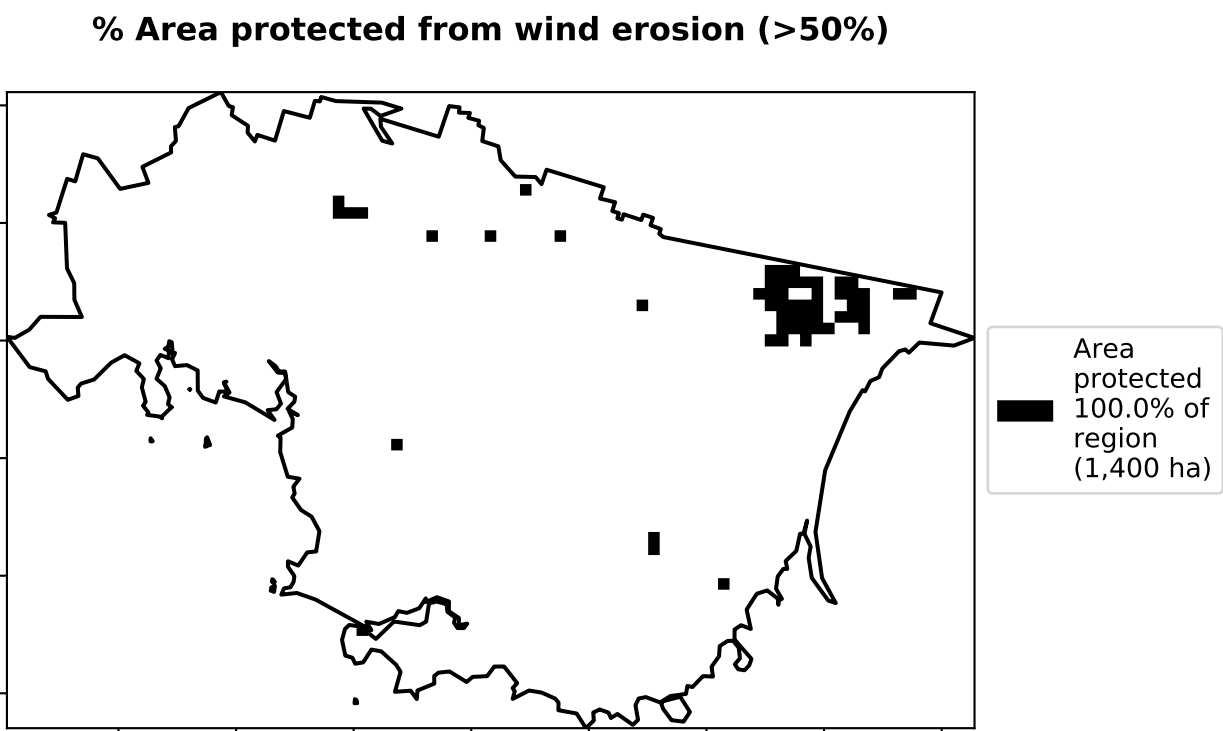 % Area protected from wind erosion (>50%)
Area
protected
100.0% of
region
(1,400 ha)